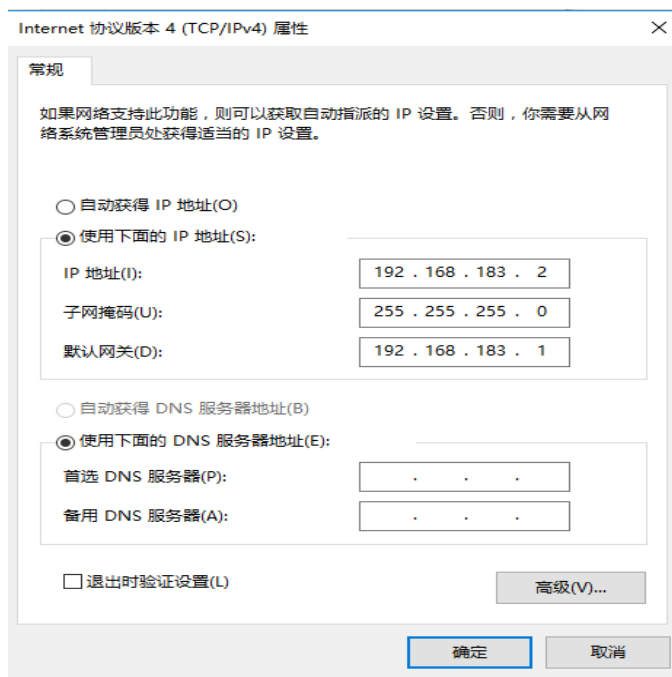 Internet 协议版本 4 (TCP/IPv4) 属性
常规
如果网络支持此功能，则可以获取自动指派的 IP 设置。否则，你需要从网
络系统管理员处获得适当的 IP 设置。
自动获得 IP 地址(O)
使用下面的 IP 地址(S):
IP 地址(I): 192 . 168 . 183 . 2
子网掩码(U): 255 . 255 . 255 . 0
默认网关(D): 192 . 168 . 183 . 1
自动获得 DNS 服务器地址(B)
使用下面的 DNS 服务器地址(E):
首选 DNS 服务器(P): . . .
备用 DNS 服务器(A): . . .
退出时验证设置(L)
高级(V)...
确定 取消